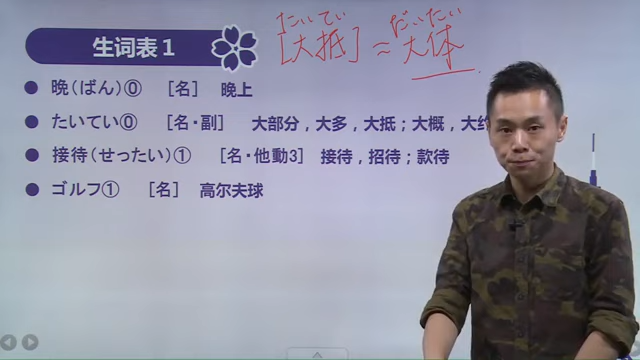 たいてい だいたい
[大抵] ≈ 大体
生词表1
● 晩(ばん)⓪ [名] 晚上
● たいてい⓪ [名・副] 大部分，大多，大抵；大概，大约
● 接待(せったい)① [名・他動3] 接待，招待；款待
● ゴルフ① [名] 高尔夫球